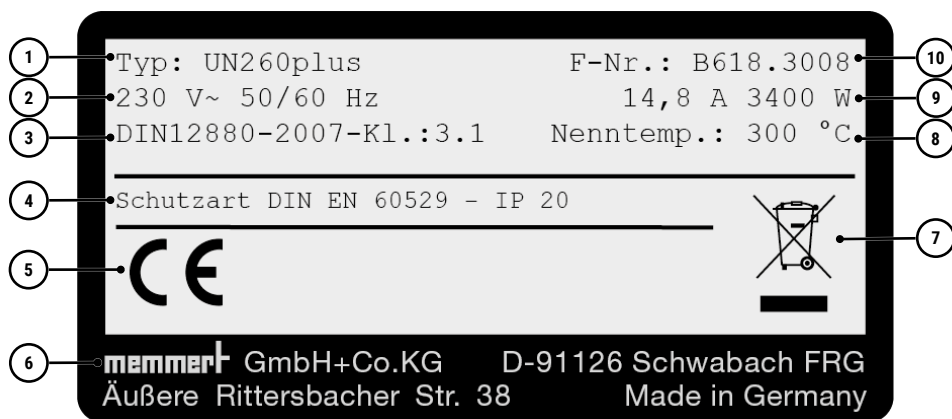 1 Typ: UN260plus F-Nr.: B618.3008 10
2 230 V~ 50/60 Hz 14,8 A 3400 W 9
3 DIN12880-2007-Kl.:3.1 Nenntemp.: 300 °C 8
4 Schutzart DIN EN 60529 - IP 20
7
5 CE
6 memmert GmbH+Co.KG D-91126 Schwabach FRG
Äußere Rittersbacher Str. 38 Made in Germany